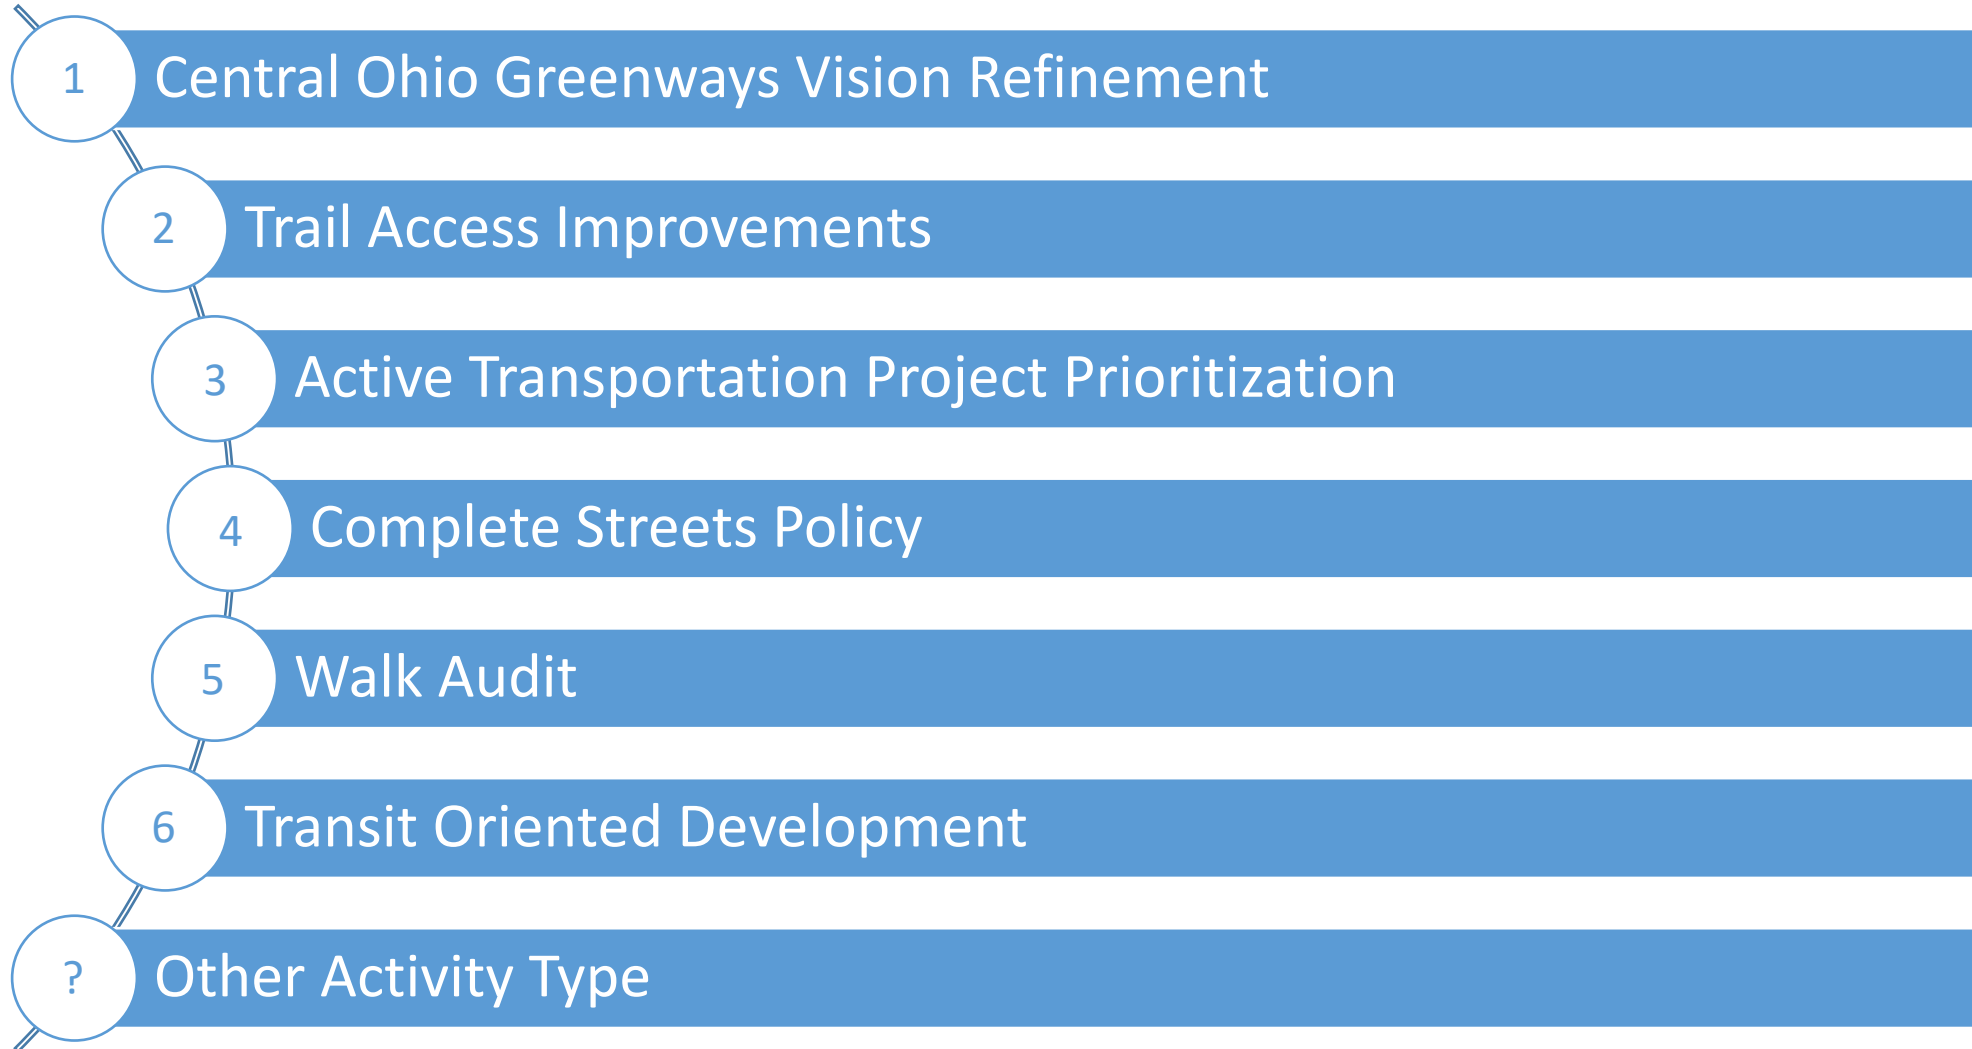 1 Central Ohio Greenways Vision Refinement
2 Trail Access Improvements
3 Active Transportation Project Prioritization
4 Complete Streets Policy
5 Walk Audit
6 Transit Oriented Development
? Other Activity Type